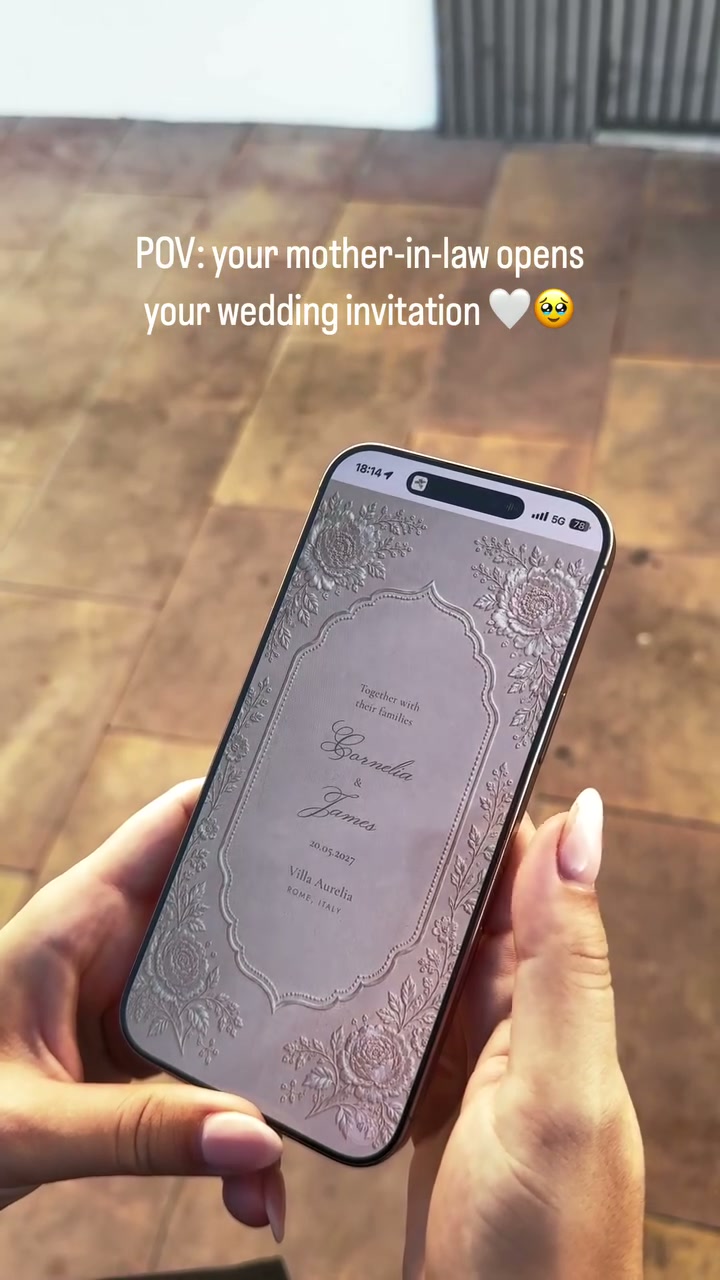 POV: your mother-in-law opens
your wedding invitation 🤍🥹
18:14
5G 78
Together with
their families
Cornelia
&
James
20.05.2027
Villa Aurelia
ROME, ITALY